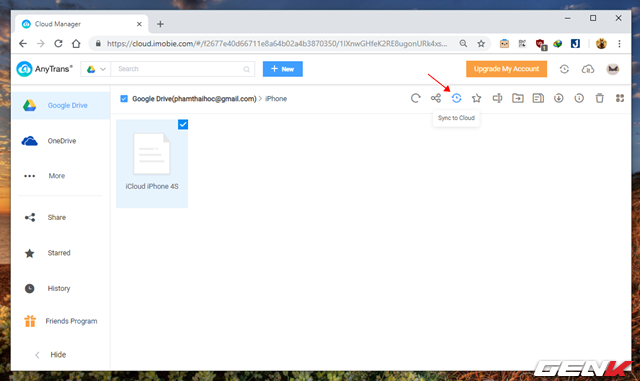 Cloud Manager
https://cloud.imobie.com/#/f2677e40d66711e8a64b02a4b3870350/1IXnwGHfeK2RE8ugonURk4xs...
AnyTrans®
Search
+ New
Upgrade My Account
Google Drive
Google Drive(phamthaihoc@gmail.com) > iPhone
Sync to Cloud
OneDrive
iCloud iPhone 4S
More
Share
Starred
History
Friends Program
Hide
GENK